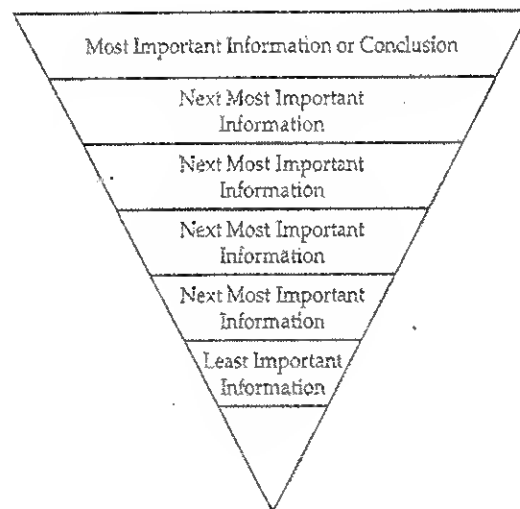 Most Important Information or Conclusion
Next Most Important
Information
Next Most Important
Information
Next Most Important
Information
Next Most Important
Information
Least Important
Information